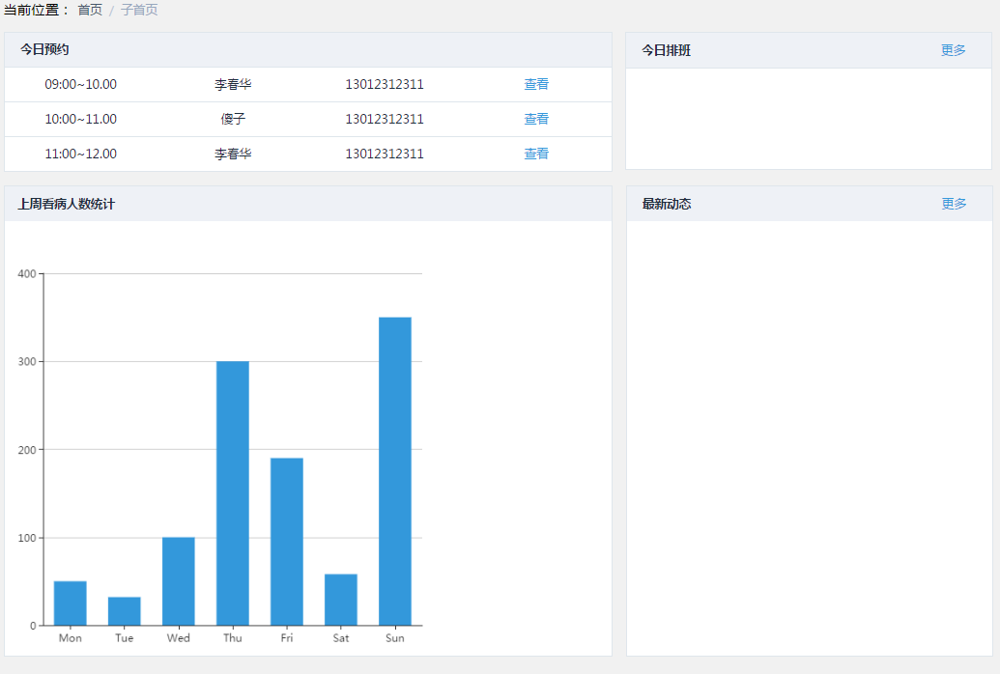 当前位置： 首页 / 子首页
今日预约
09:00~10.00 李春华 13012312311 查看
10:00~11.00 傻子 13012312311 查看
11:00~12.00 李春华 13012312311 查看
今日排班 更多
上周看病人数统计
400
300
200
100
0
Mon Tue Wed Thu Fri Sat Sun
最新动态 更多